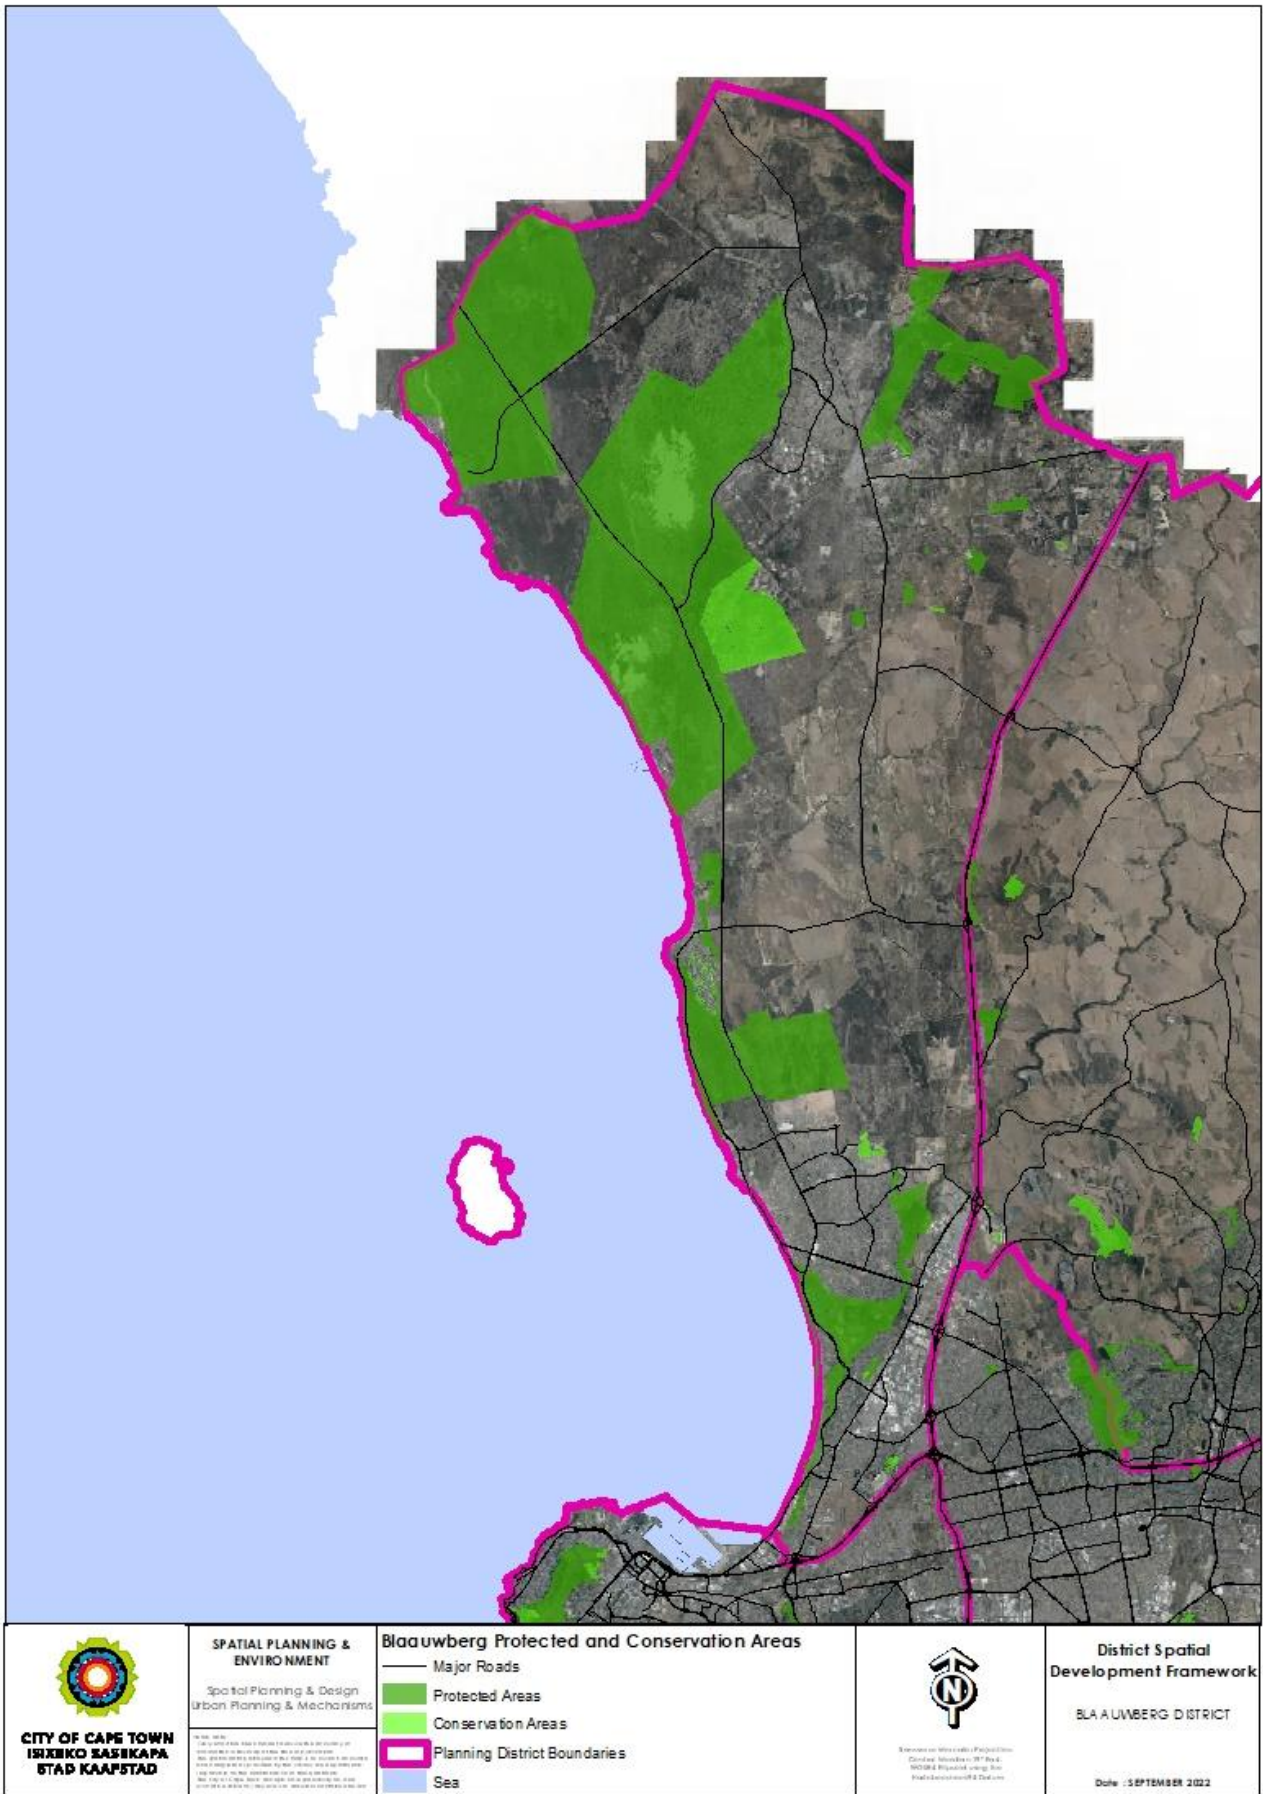 CITY OF CAPE TOWN
ISIXEKO SASEKAPA
STAD KAAPSTAD
SPATIAL PLANNING &
ENVIRONMENT
Spatial Planning & Design
Urban Planning & Mechanisms
Blaauwberg Protected and Conservation Areas
Major Roads
Protected Areas
Conservation Areas
Planning District Boundaries
Sea
N
District Spatial
Development Framework
BLAAUWBERG DISTRICT
Date : SEPTEMBER 2022